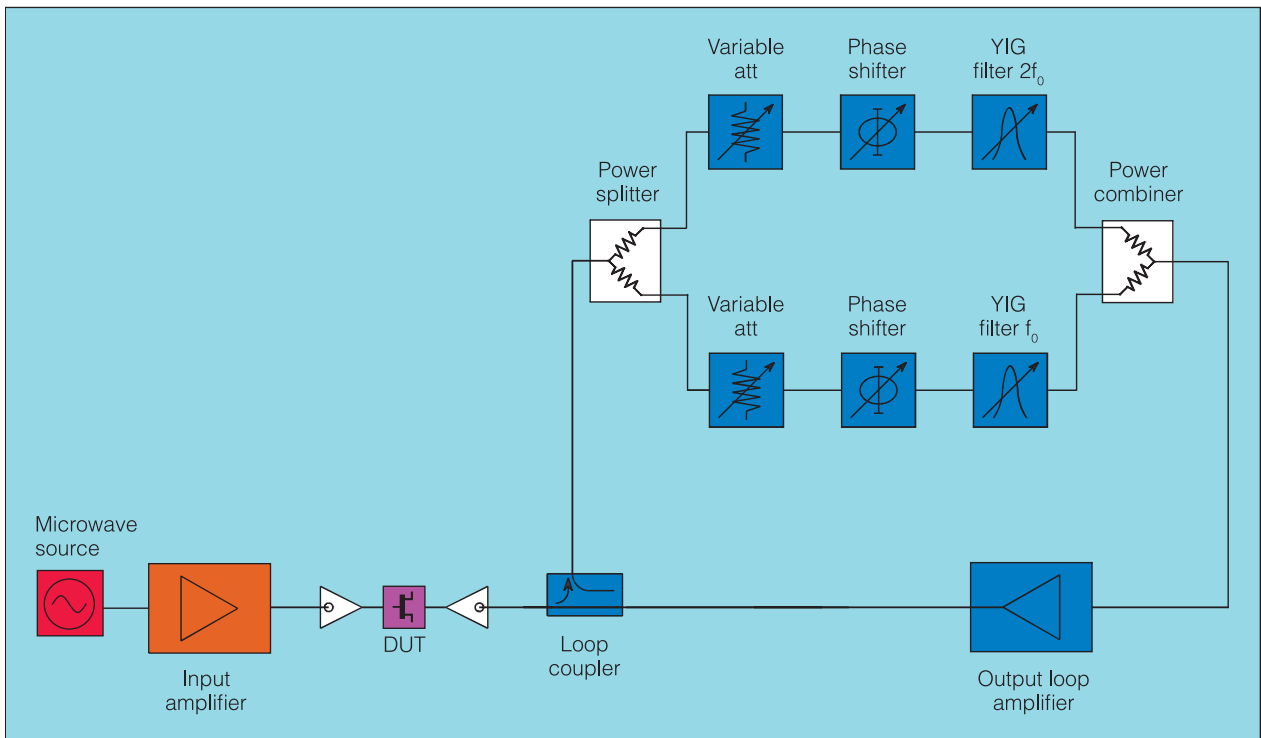 Variable
att
Phase
shifter
YIG
filter 2f₀
Power
splitter
Power
combiner
Variable
att
Phase
shifter
YIG
filter f₀
Microwave
source
Input
amplifier
DUT
Loop
coupler
Output loop
amplifier